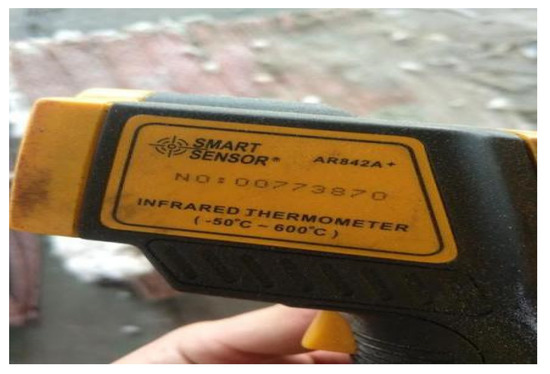 SMART
SENSOR® AR842A+
NO:00773870
INFRARED THERMOMETER
(-50°C ~ 600°C)